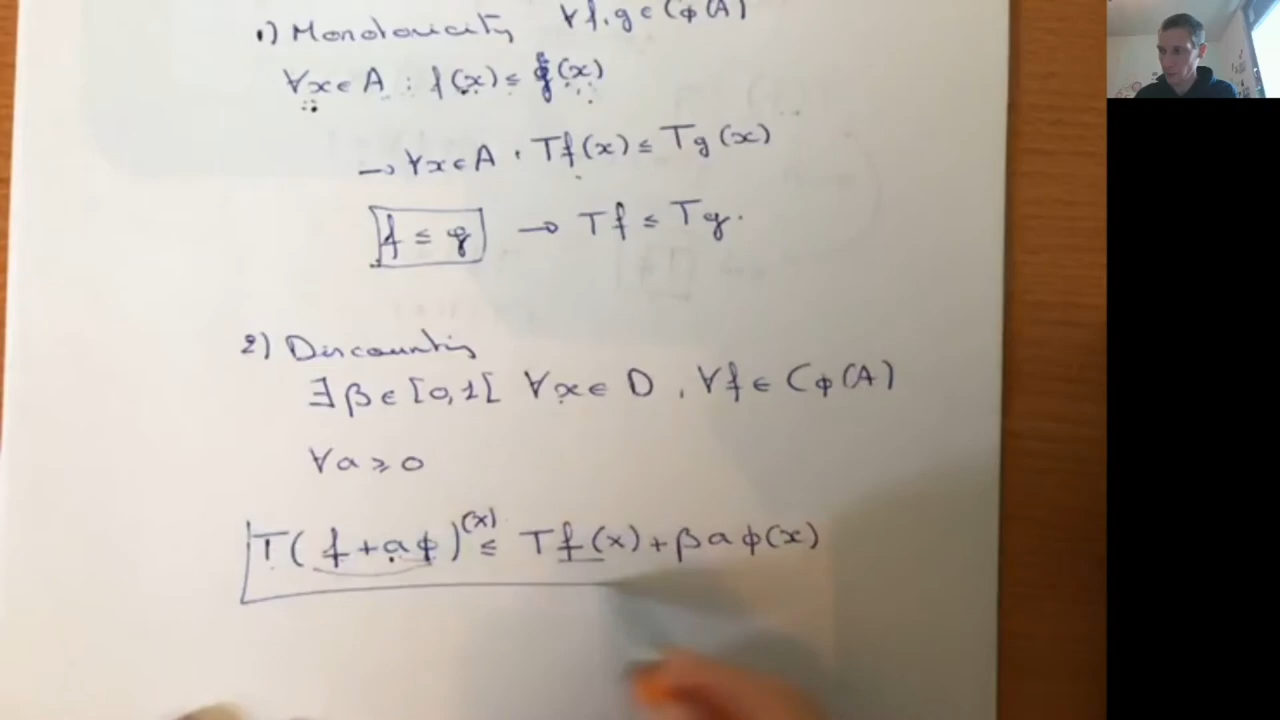 1) Monotonicity ∀f,g∈Cϕ(A)
∀x∈A : f(x) ≤ g(x)
→ ∀x∈A . Tf(x) ≤ Tg(x)
f ≤ g → Tf ≤ Tg.
2) Discounting
∃β∈[0,1[ ∀x∈D , ∀f∈Cϕ(A)
∀a ≥ 0
T(f+aϕ)(x) ≤ Tf(x)+βaϕ(x)